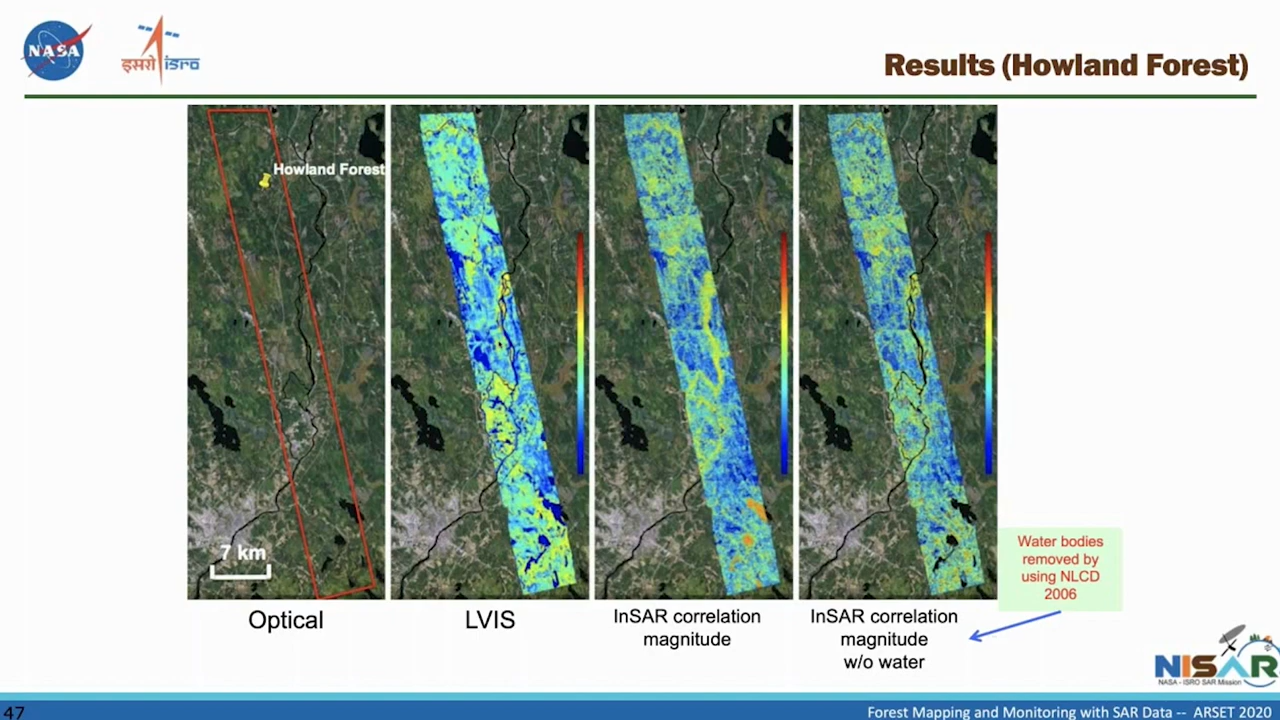 NASA
इसरो isro
Results (Howland Forest)
Howland Forest
7 km
Optical
LVIS
InSAR correlation
magnitude
InSAR correlation
magnitude
w/o water
Water bodies
removed by
using NLCD
2006
NISAR
NASA - ISRO SAR Mission
47
Forest Mapping and Monitoring with SAR Data -- ARSET 2020